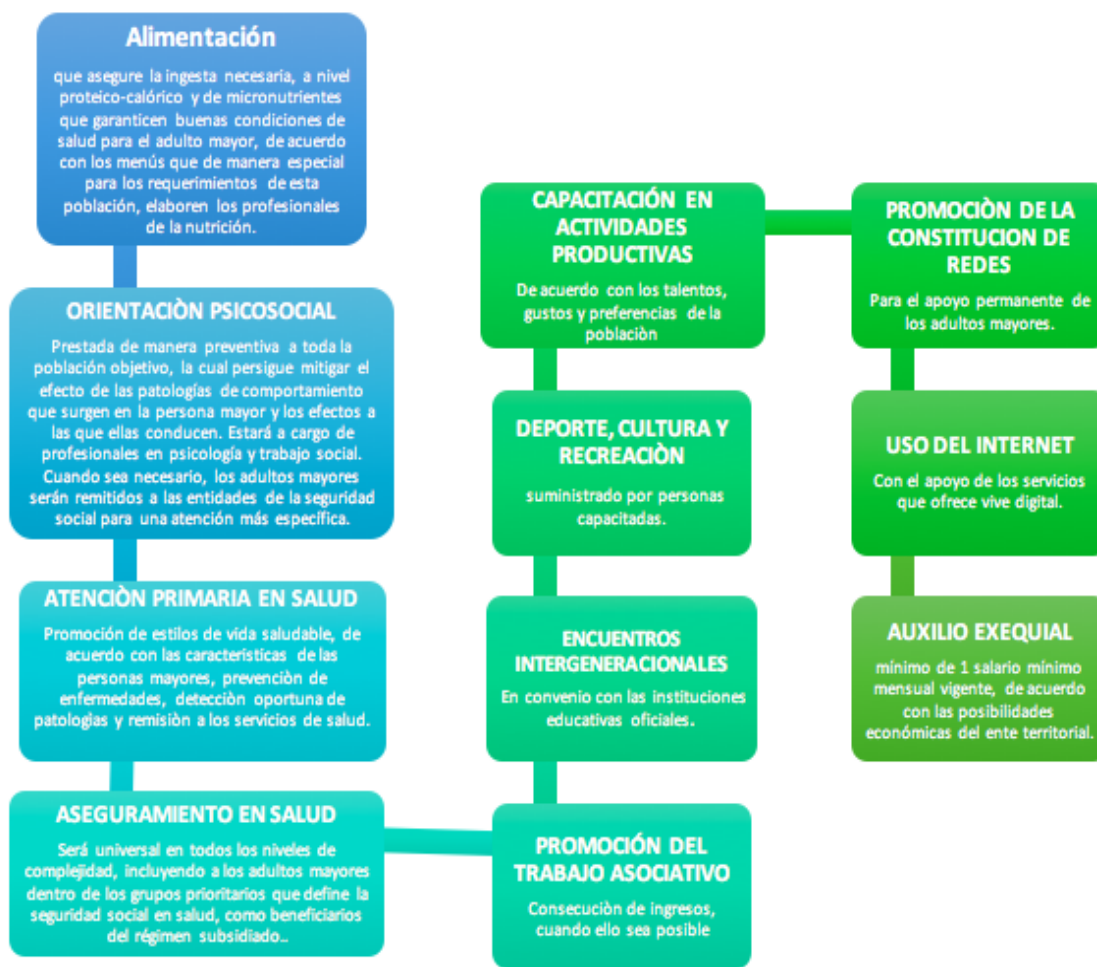 Alimentación
que asegure la ingesta necesaria, a nivel
proteico-calórico y de micronutrientes
que garanticen buenas condiciones de
salud para el adulto mayor, de acuerdo
con los menús que de manera especial
para los requerimientos de esta
población, elaboren los profesionales
de la nutrición.
ORIENTACIÒN PSICOSOCIAL
Prestada de manera preventiva a toda la
población objetivo, la cual persigue mitigar el
efecto de las patologías de comportamiento
que surgen en la persona mayor y los efectos a
las que ellas conducen. Estará a cargo de
profesionales en psicología y trabajo social.
Cuando sea necesario, los adultos mayores
serán remitidos a las entidades de la seguridad
social para una atención más específica.
ATENCIÒN PRIMARIA EN SALUD
Promoción de estilos de vida saludable, de
acuerdo con las características de las
personas mayores, prevenciòn de
enfermedades, detecciòn oportuna de
patologìas y remisiòn a los servicios de salud.
ASEGURAMIENTO EN SALUD
Será universal en todos los niveles de
complejidad, incluyendo a los adultos mayores
dentro de los grupos prioritarios que define la
seguridad social en salud, como beneficiarios
del régimen subsidiado..
PROMOCIÓN DEL
TRABAJO ASOCIATIVO
Consecuciòn de ingresos,
cuando ello sea posible
ENCUENTROS
INTERGENERACIONALES
En convenio con las instituciones
educativas oficiales.
DEPORTE, CULTURA Y
RECREACIÒN
suministrado por personas
capacitadas.
CAPACITACIÓN EN
ACTIVIDADES
PRODUCTIVAS
De acuerdo con los talentos,
gustos y preferencias de la
poblaciòn
PROMOCIÒN DE LA
CONSTITUCION DE
REDES
Para el apoyo permanente de
los adultos mayores.
USO DEL INTERNET
Con el apoyo de los servicios
que ofrece vive digital.
AUXILIO EXEQUIAL
mínimo de 1 salario mínimo
mensual vigente, de acuerdo
con las posibilidades
económicas del ente territorial.